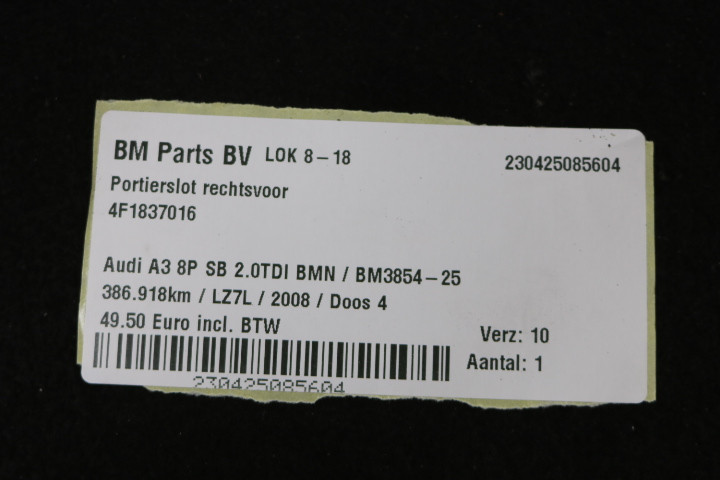 BM Parts BV LOK 8-18 230425085604
Portierslot rechtsvoor
4F1837016
Audi A3 8P SB 2.0TDI BMN / BM3854-25
386.918km / LZ7L / 2008 / Doos 4
49.50 Euro incl. BTW
Verz: 10
Aantal: 1
230425085604